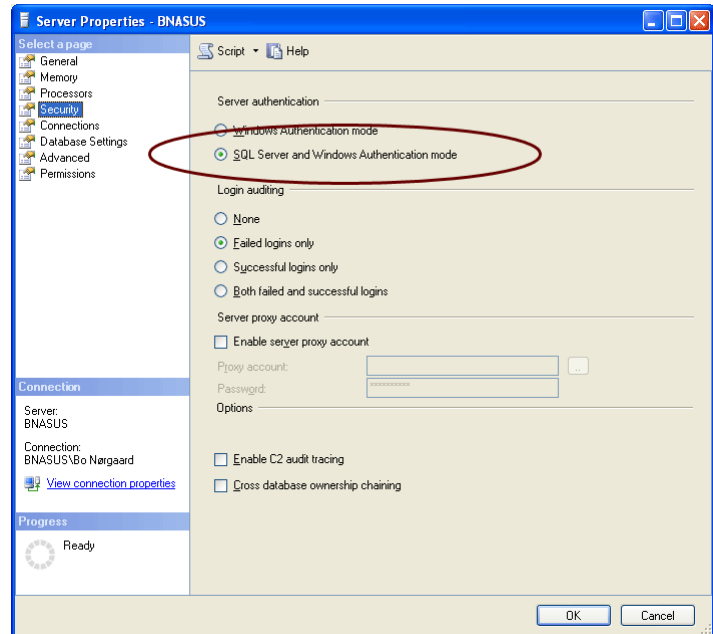 Server Properties - BNASUS
Select a page
General
Memory
Processors
Security
Connections
Database Settings
Advanced
Permissions
Script
Help
Server authentication
Windows Authentication mode
SQL Server and Windows Authentication mode
Login auditing
None
Failed logins only
Successful logins only
Both failed and successful logins
Server proxy account
Enable server proxy account
Proxy account:
...
Password:
**********
Options
Enable C2 audit tracing
Cross database ownership chaining
Connection
Server:
BNASUS
Connection:
BNASUS\Bo Nørgaard
View connection properties
Progress
Ready
OK
Cancel